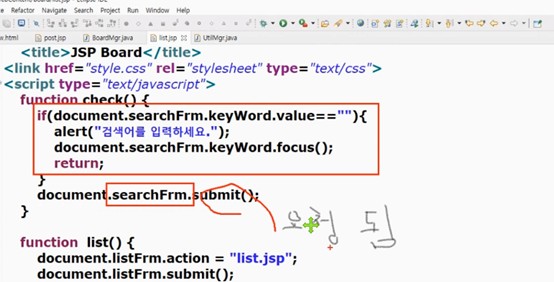 Refactor Navigate Search Project Run Window Help
w.html post.jsp BoardMgr.java list.jsp UtilMgr.java
<title>JSP Board</title>
<link href="style.css" rel="stylesheet" type="text/css">
<script type="text/javascript">
function check() {
if(document.searchFrm.keyWord.value==""){
alert("검색어를 입력하세요.");
document.searchFrm.keyWord.focus();
return;
}
document.searchFrm.submit();
}
function list() {
document.listFrm.action = "list.jsp";
document.listFrm.submit();